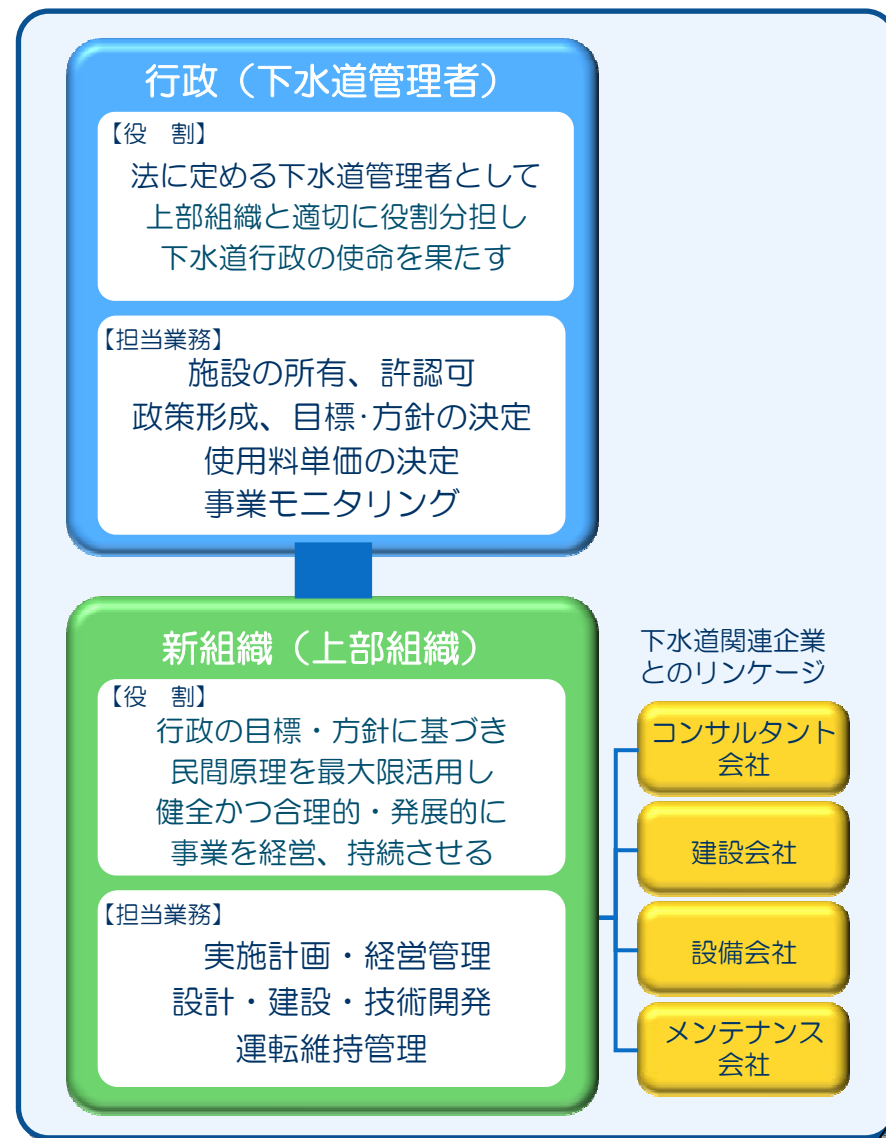 行政（下水道管理者）
【役　割】
法に定める下水道管理者として
上部組織と適切に役割分担し
下水道行政の使命を果たす
【担当業務】
施設の所有、許認可
政策形成、目標･方針の決定
使用料単価の決定
事業モニタリング
新組織（上部組織）
【役　割】
行政の目標・方針に基づき
民間原理を最大限活用し
健全かつ合理的・発展的に
事業を経営、持続させる
【担当業務】
実施計画・経営管理
設計・建設・技術開発
運転維持管理
下水道関連企業
とのリンケージ
コンサルタント
会社
建設会社
設備会社
メンテナンス
会社